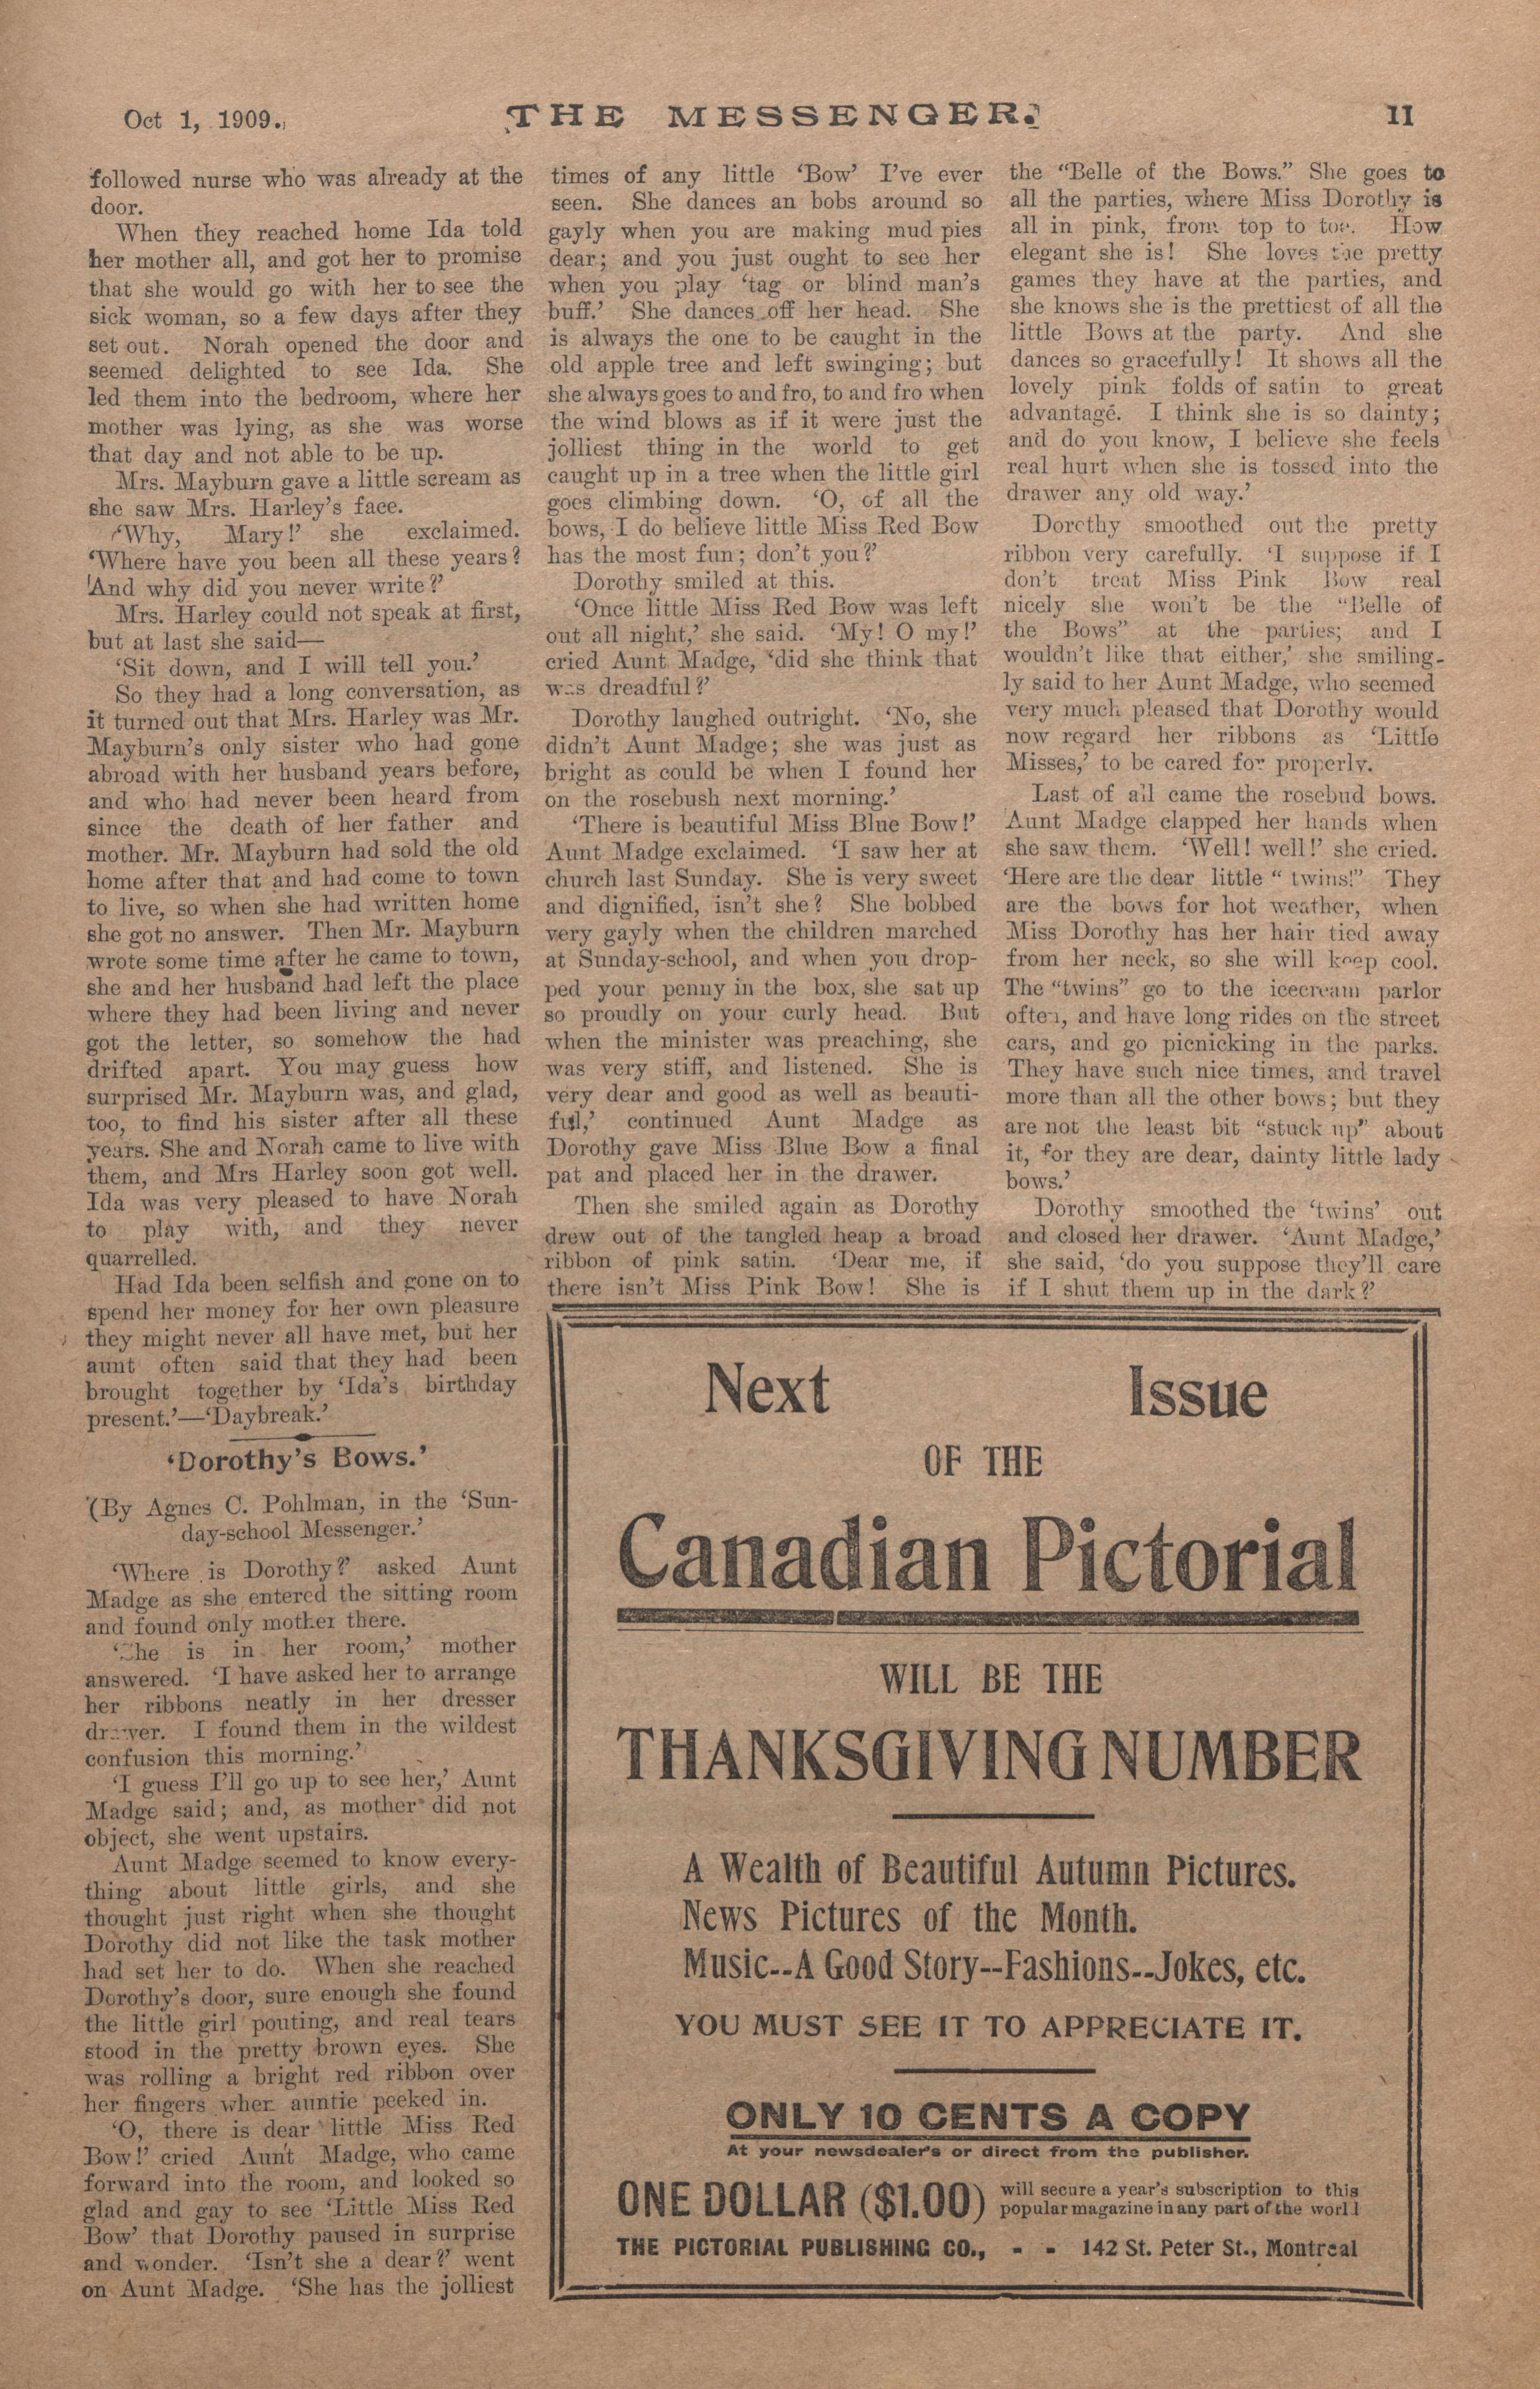 Oct 1, 1909.
THE MESSENGER.
11
followed nurse who was already at the
door.
When they reached home Ida told
her mother all, and got her to promise
that she would go with her to see the
sick woman, so a few days after they
set out. Norah opened the door and
seemed delighted to see Ida. She
led them into the bedroom, where her
mother was lying, as she was worse
that day and not able to be up.
Mrs. Mayburn gave a little scream as
she saw Mrs. Harley's face.
'Why, Mary!' she exclaimed.
'Where have you been all these years?
'And why did you never write?'
Mrs. Harley could not speak at first,
but at last she said—
'Sit down, and I will tell you.'
So they had a long conversation, as
it turned out that Mrs. Harley was Mr.
Mayburn's only sister who had gone
abroad with her husband years before,
and who had never been heard from
since the death of her father and
mother. Mr. Mayburn had sold the old
home after that and had come to town
to live, so when she had written home
she got no answer. Then Mr. Mayburn
wrote some time after he came to town,
she and her husband had left the place
where they had been living and never
got the letter, so somehow the had
drifted apart. You may guess how
surprised Mr. Mayburn was, and glad,
too, to find his sister after all these
years. She and Norah came to live with
them, and Mrs Harley soon got well.
Ida was very pleased to have Norah
to play with, and they never
quarrelled.
Had Ida been selfish and gone on to
spend her money for her own pleasure
they might never all have met, but her
aunt often said that they had been
brought together by 'Ida's birthday
present.'—'Daybreak.'
'Dorothy's Bows.'
(By Agnes C. Pohlman, in the 'Sun-
day-school Messenger.'
'Where is Dorothy?' asked Aunt
Madge as she entered the sitting room
and found only mother there.
'She is in her room,' mother
answered. 'I have asked her to arrange
her ribbons neatly in her dresser
drawer. I found them in the wildest
confusion this morning.'
'I guess I'll go up to see her,' Aunt
Madge said; and, as mother did not
object, she went upstairs.
Aunt Madge seemed to know every-
thing about little girls, and she
thought just right when she thought
Dorothy did not like the task mother
had set her to do. When she reached
Dorothy's door, sure enough she found
the little girl pouting, and real tears
stood in the pretty brown eyes. She
was rolling a bright red ribbon over
her fingers when auntie peeked in.
'O, there is dear little Miss Red
Bow!' cried Aunt Madge, who came
forward into the room, and looked so
glad and gay to see 'Little Miss Red
Bow' that Dorothy paused in surprise
and wonder. 'Isn't she a dear?' went
on Aunt Madge. 'She has the jolliest
times of any little 'Bow' I've ever
seen. She dances an bobs around so
gayly when you are making mud pies
dear; and you just ought to see her
when you play 'tag or blind man's
buff.' She dances off her head. She
is always the one to be caught in the
old apple tree and left swinging; but
she always goes to and fro, to and fro when
the wind blows as if it were just the
jolliest thing in the world to get
caught up in a tree when the little girl
goes climbing down. 'O, of all the
bows, I do believe little Miss Red Bow
has the most fun; don't you?'
Dorothy smiled at this.
'Once little Miss Red Bow was left
out all night,' she said. 'My! O my!'
cried Aunt Madge, 'did she think that
was dreadful?'
Dorothy laughed outright. 'No, she
didn't Aunt Madge; she was just as
bright as could be when I found her
on the rosebush next morning.'
'There is beautiful Miss Blue Bow!'
Aunt Madge exclaimed. 'I saw her at
church last Sunday. She is very sweet
and dignified, isn't she? She bobbed
very gayly when the children marched
at Sunday-school, and when you drop-
ped your penny in the box, she sat up
so proudly on your curly head. But
when the minister was preaching, she
was very stiff, and listened. She is
very dear and good as well as beauti-
ful,' continued Aunt Madge as
Dorothy gave Miss Blue Bow a final
pat and placed her in the drawer.
Then she smiled again as Dorothy
drew out of the tangled heap a broad
ribbon of pink satin. 'Dear me, if
there isn't Miss Pink Bow! She is
the "Belle of the Bows." She goes to
all the parties, where Miss Dorothy is
all in pink, from top to toe. How
elegant she is! She loves the pretty
games they have at the parties, and
she knows she is the prettiest of all the
little Bows at the party. And she
dances so gracefully! It shows all the
lovely pink folds of satin to great
advantage. I think she is so dainty;
and do you know, I believe she feels
real hurt when she is tossed into the
drawer any old way.'
Dorothy smoothed out the pretty
ribbon very carefully. 'I suppose if I
don't treat Miss Pink Bow real
nicely she won't be the "Belle of
the Bows" at the parties; and I
wouldn't like that either,' she smiling-
ly said to her Aunt Madge, who seemed
very much pleased that Dorothy would
now regard her ribbons as 'Little
Misses,' to be cared for properly.
Last of all came the rosebud bows.
Aunt Madge clapped her hands when
she saw them. 'Well! well!' she cried.
'Here are the dear little "twins!" They
are the bows for hot weather, when
Miss Dorothy has her hair tied away
from her neck, so she will keep cool.
The "twins" go to the icecream parlor
often, and have long rides on the street
cars, and go picnicking in the parks.
They have such nice times, and travel
more than all the other bows; but they
are not the least bit "stuck up" about
it, for they are dear, dainty little lady
bows.'
Dorothy smoothed the 'twins' out
and closed her drawer. 'Aunt Madge,'
she said, 'do you suppose they'll care
if I shut them up in the dark?'
Next Issue
OF THE
Canadian Pictorial
WILL BE THE
THANKSGIVING NUMBER
A Wealth of Beautiful Autumn Pictures.
News Pictures of the Month.
Music--A Good Story--Fashions--Jokes, etc.
YOU MUST SEE IT TO APPRECIATE IT.
ONLY 10 CENTS A COPY
At your newsdealer's or direct from the publisher.
ONE DOLLAR ($1.00) will secure a year's subscription to this
popular magazine in any part of the world
THE PICTORIAL PUBLISHING CO., - - 142 St. Peter St., Montreal